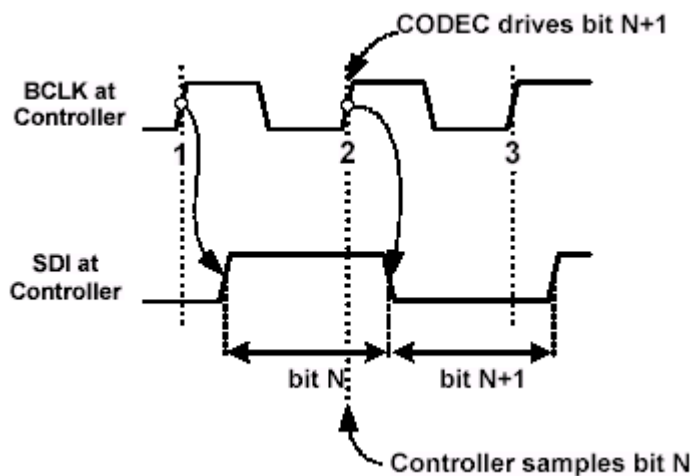 CODEC drives bit N+1
BCLK at
Controller
1
2
3
SDI at
Controller
bit N
bit N+1
Controller samples bit N